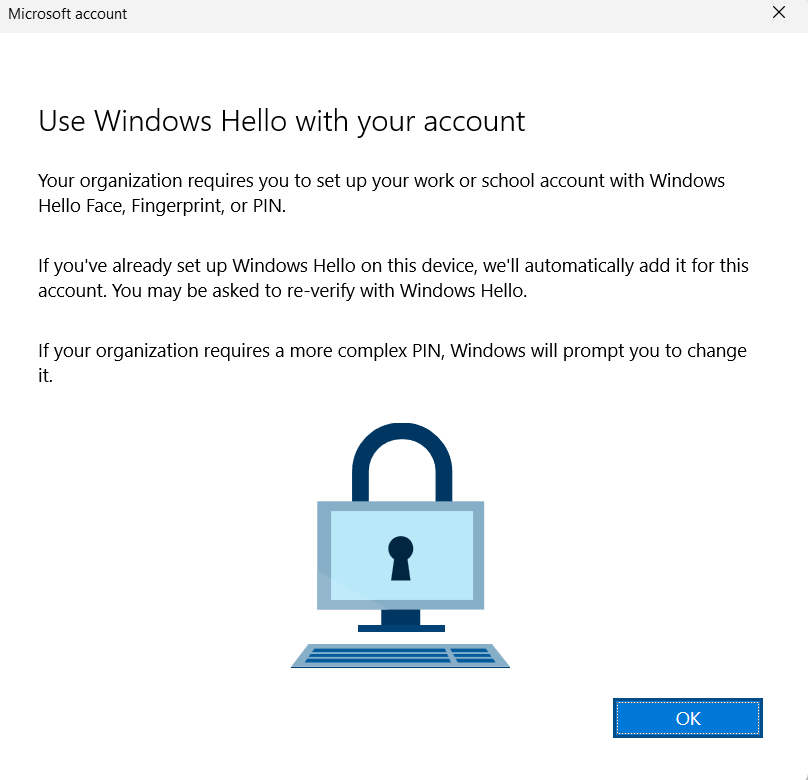 Microsoft account
Use Windows Hello with your account
Your organization requires you to set up your work or school account with Windows
Hello Face, Fingerprint, or PIN.
If you've already set up Windows Hello on this device, we'll automatically add it for this
account. You may be asked to re-verify with Windows Hello.
If your organization requires a more complex PIN, Windows will prompt you to change
it.
OK